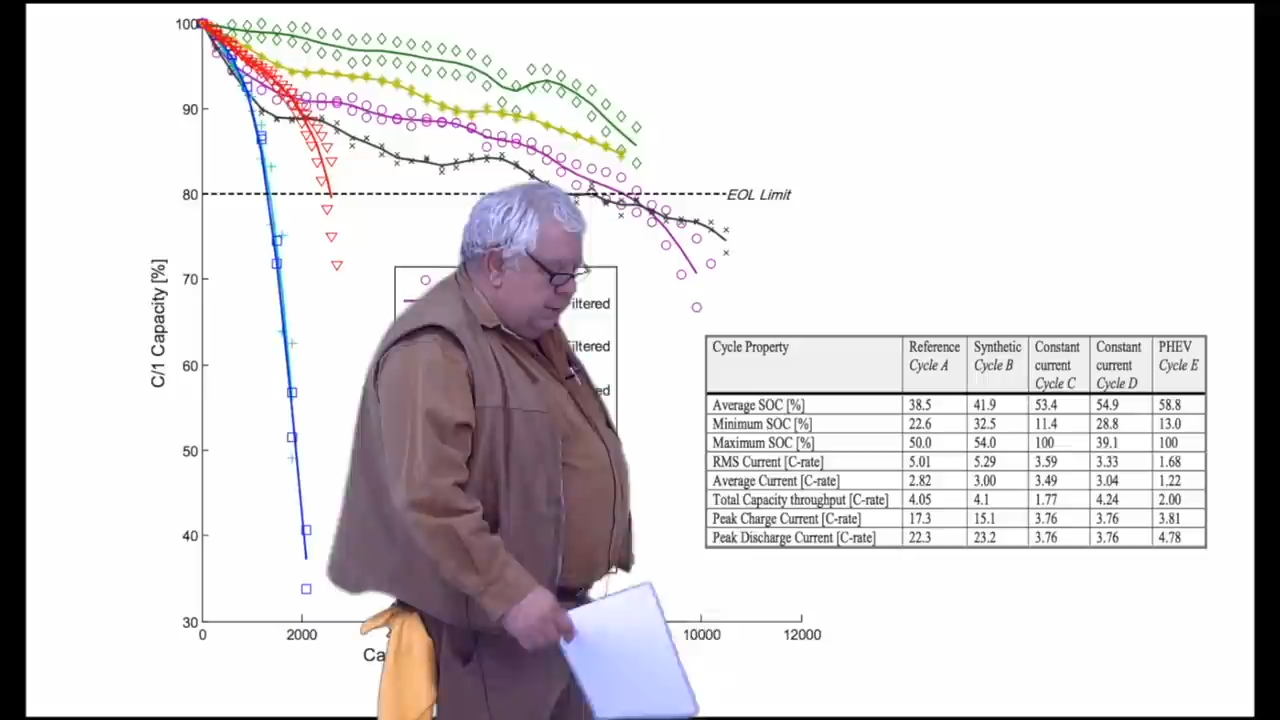 100
90
80
70
60
50
40
30
C/1 Capacity [%]
EOL Limit
filtered
filtered
0
2000
10000
12000
Cycle Property Reference Cycle A Synthetic Cycle B Constant current Cycle C Constant current Cycle D PHEV Cycle E
Average SOC [%] 38.5 41.9 53.4 54.9 58.8
Minimum SOC [%] 22.6 32.5 11.4 28.8 13.0
Maximum SOC [%] 50.0 54.0 100 39.1 100
RMS Current [C-rate] 5.01 5.29 3.59 3.33 1.68
Average Current [C-rate] 2.82 3.00 3.49 3.04 1.22
Total Capacity throughput [C-rate] 4.05 4.1 1.77 4.24 2.00
Peak Charge Current [C-rate] 17.3 15.1 3.76 3.76 3.81
Peak Discharge Current [C-rate] 22.3 23.2 3.76 3.76 4.78